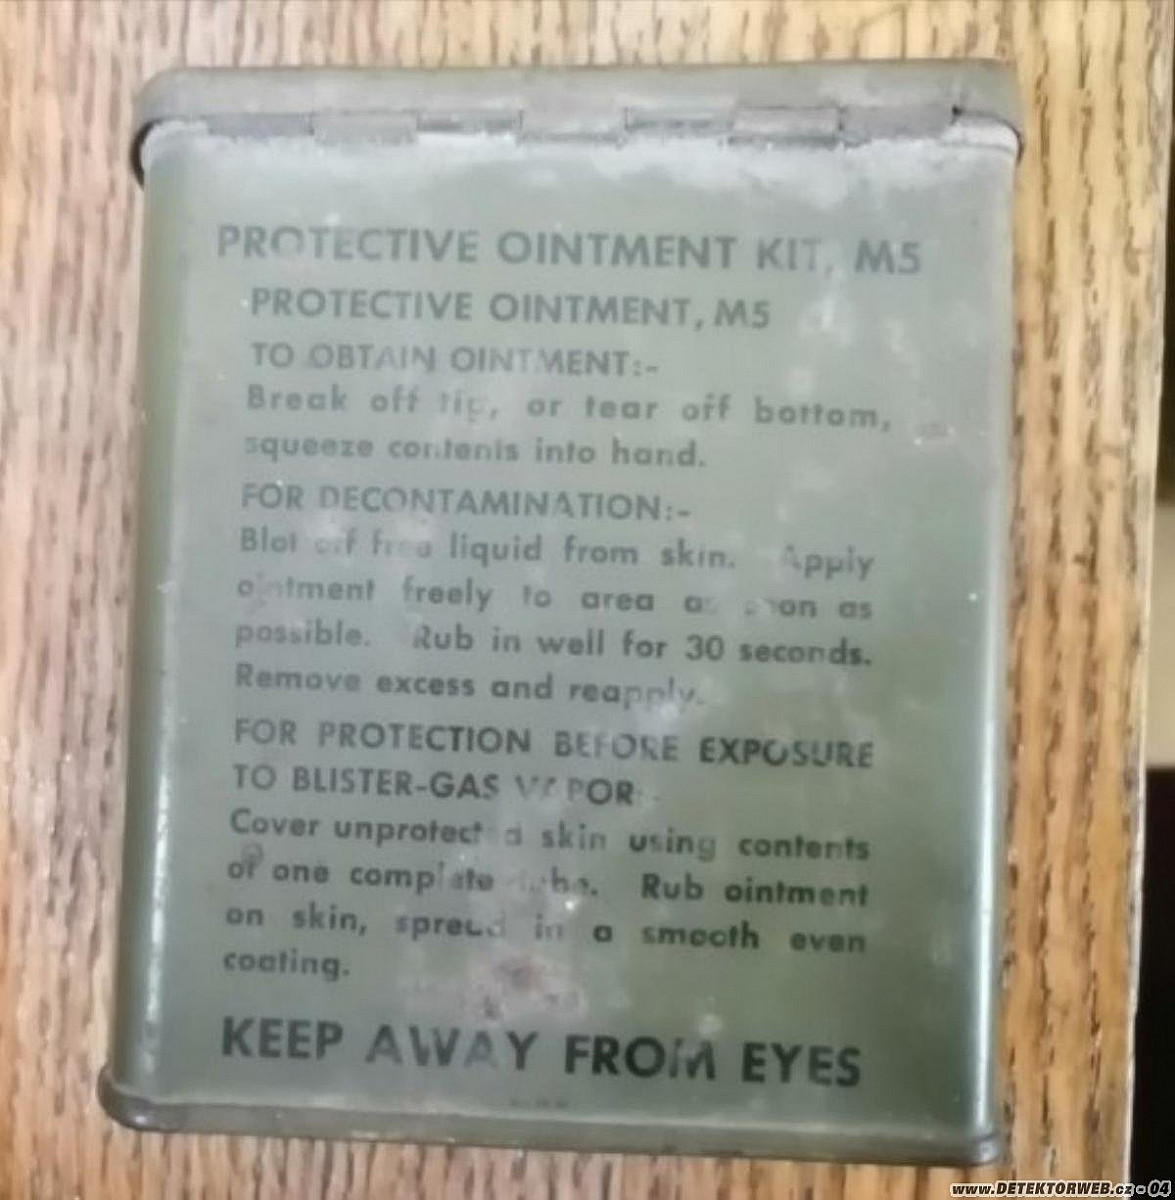 PROTECTIVE OINTMENT KIT, M5
PROTECTIVE OINTMENT, M5
TO OBTAIN OINTMENT:-
Break off tip, or tear off bottom,
squeeze contents into hand.
FOR DECONTAMINATION:-
Blot off free liquid from skin. Apply
ointment freely to area as soon as
possible. Rub in well for 30 seconds.
Remove excess and reapply.
FOR PROTECTION BEFORE EXPOSURE
TO BLISTER-GAS VAPOR:-
Cover unprotected skin using contents
of one complete tube. Rub ointment
on skin, spread in a smooth even
coating.
KEEP AWAY FROM EYES
www.DETEKTORWEB.cz-04